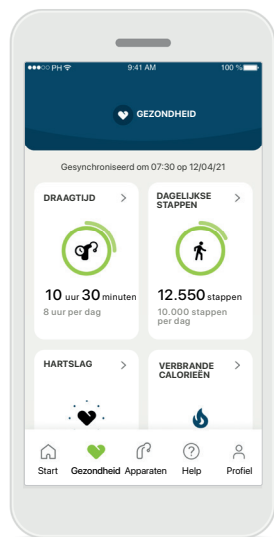 PH 9:41 AM 100 %
GEZONDHEID
Gesynchroniseerd om 07:30 op 12/04/21
DRAAGTIJD
10 uur 30 minuten
8 uur per dag
DAGELIJKSE
STAPPEN
12.550 stappen
10.000 stappen
per dag
HARTSLAG
VERBRANDE
CALORIEËN
Start Gezondheid Apparaten Help Profiel